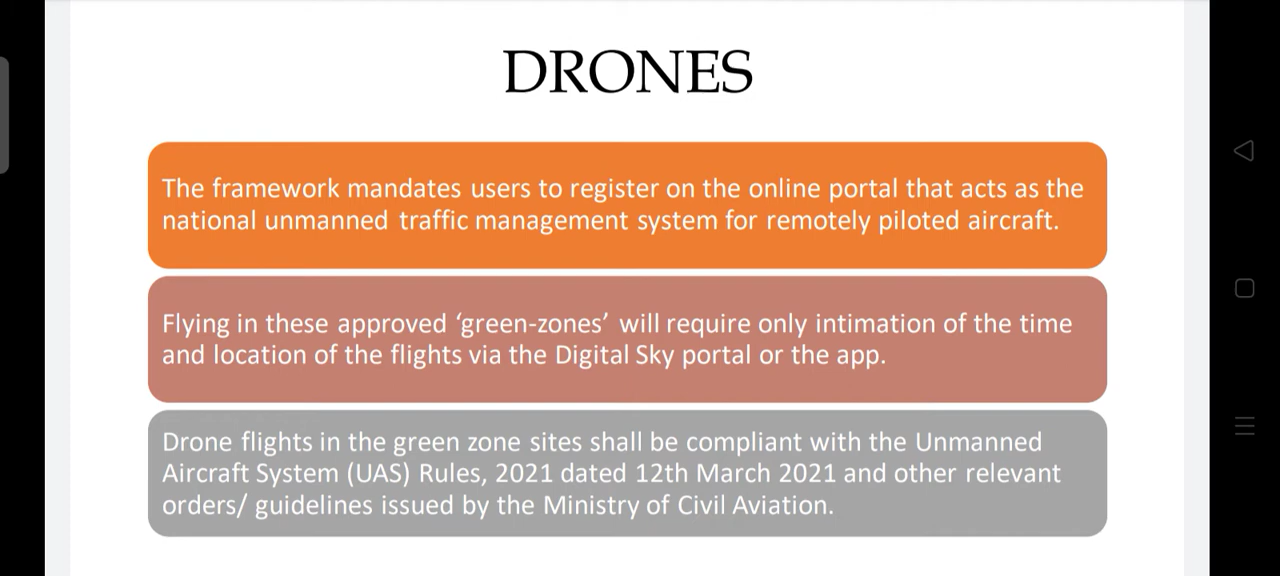 DRONES
The framework mandates users to register on the online portal that acts as the
national unmanned traffic management system for remotely piloted aircraft.
Flying in these approved ‘green-zones’ will require only intimation of the time
and location of the flights via the Digital Sky portal or the app.
Drone flights in the green zone sites shall be compliant with the Unmanned
Aircraft System (UAS) Rules, 2021 dated 12th March 2021 and other relevant
orders/ guidelines issued by the Ministry of Civil Aviation.